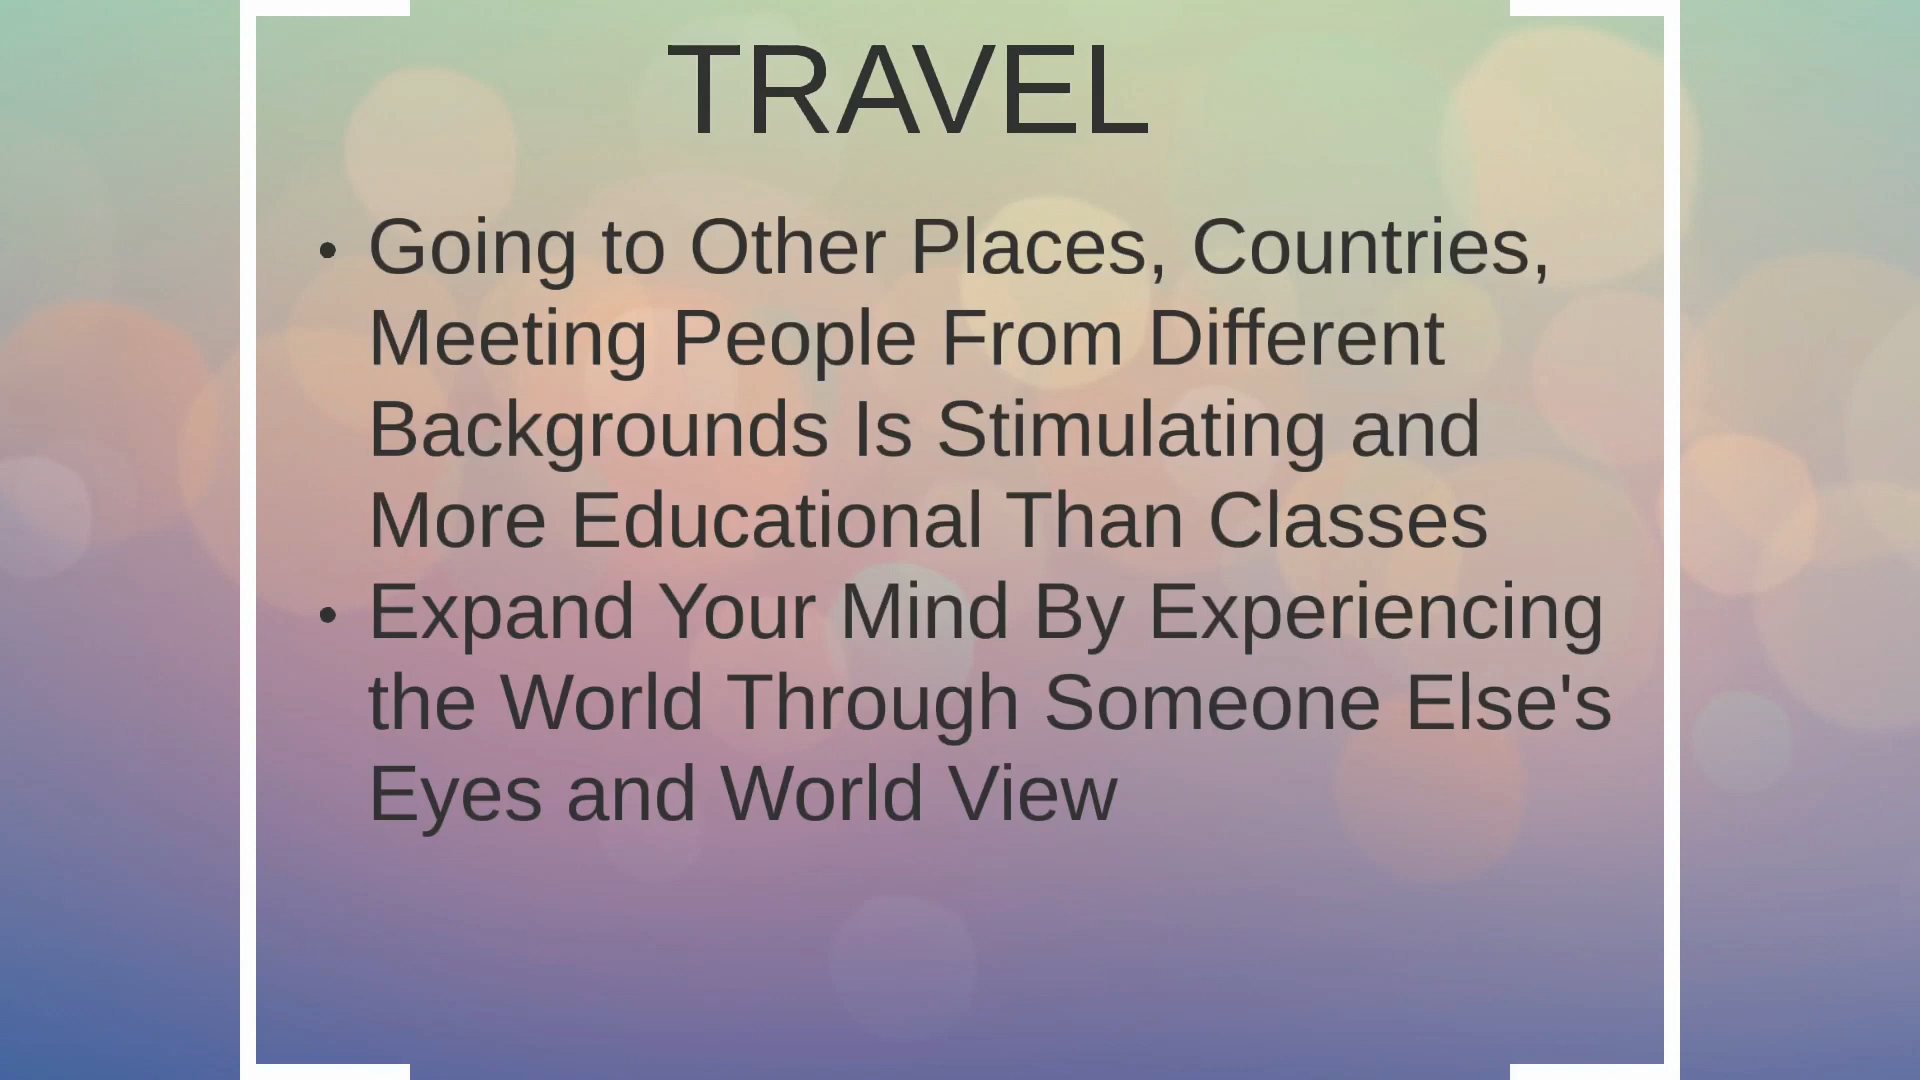 TRAVEL
• Going to Other Places, Countries,
Meeting People From Different
Backgrounds Is Stimulating and
More Educational Than Classes
• Expand Your Mind By Experiencing
the World Through Someone Else's
Eyes and World View